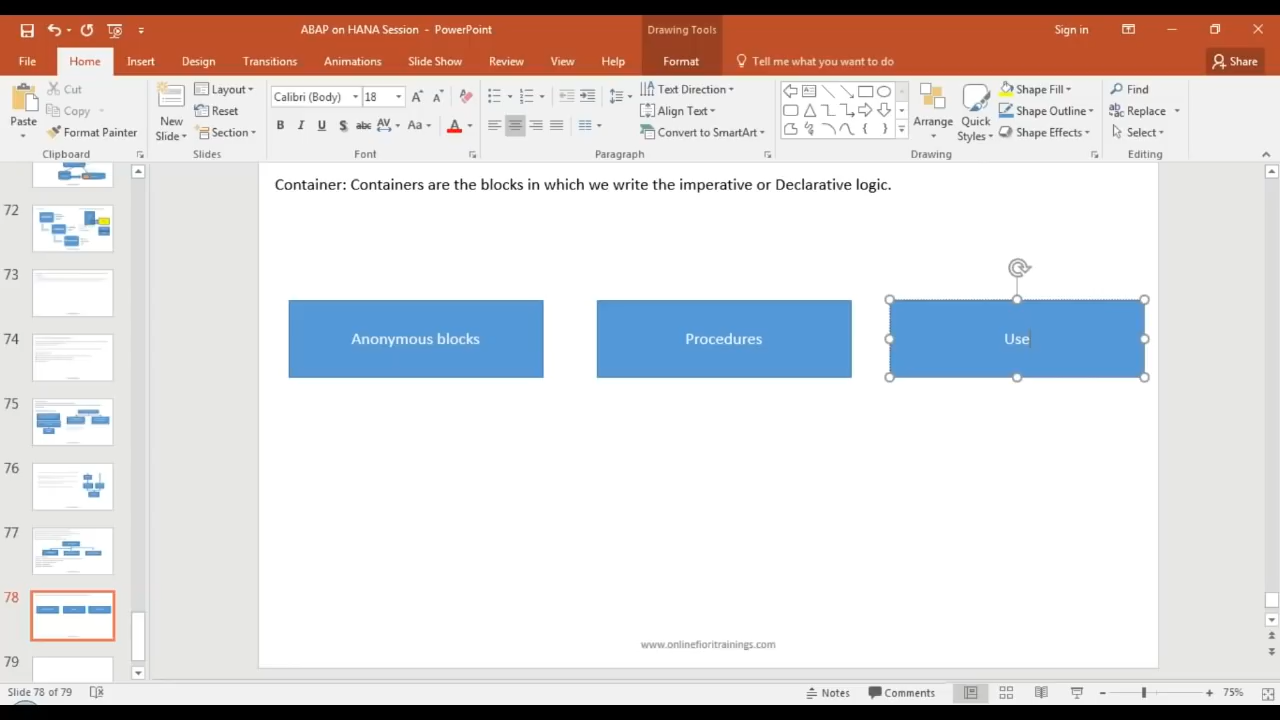 ABAP on HANA Session - PowerPoint
Drawing Tools
Sign in
File Home Insert Design Transitions Animations Slide Show Review View Help Format Tell me what you want to do Share
Cut
Copy
Format Painter
Paste
Clipboard
New Slide
Layout
Reset
Section
Slides
Calibri (Body) 18
B I U S abc AV Aa A
Font
Text Direction
Align Text
Convert to SmartArt
Paragraph
Arrange
Quick Styles
Shape Fill
Shape Outline
Shape Effects
Drawing
Find
Replace
Select
Editing
72
73
74
75
76
77
78
79
Container: Containers are the blocks in which we write the imperative or Declarative logic.
Anonymous blocks
Procedures
Use
www.onlinefioritrainings.com
Slide 78 of 79
Notes
Comments
75%